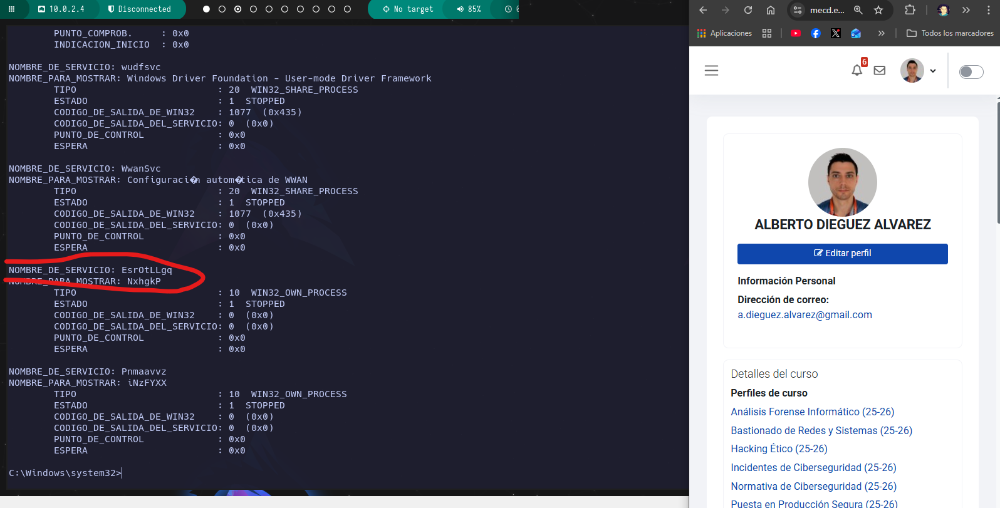 10.0.2.4
Disconnected
No target
85%
PUNTO_COMPROB.      : 0x0
INDICACION_INICIO  : 0x0
NOMBRE_DE_SERVICIO: wudfsvc
NOMBRE_PARA_MOSTRAR: Windows Driver Foundation - User-mode Driver Framework
TIPO                         : 20  WIN32_SHARE_PROCESS
ESTADO                       : 1  STOPPED
CODIGO_DE_SALIDA_DE_WIN32    : 1077  (0x435)
CODIGO_DE_SALIDA_DEL_SERVICIO: 0  (0x0)
PUNTO_DE_CONTROL             : 0x0
ESPERA                       : 0x0
NOMBRE_DE_SERVICIO: WwanSvc
NOMBRE_PARA_MOSTRAR: Configuraci�n autom�tica de WWAN
TIPO                         : 20  WIN32_SHARE_PROCESS
ESTADO                       : 1  STOPPED
CODIGO_DE_SALIDA_DE_WIN32    : 1077  (0x435)
CODIGO_DE_SALIDA_DEL_SERVICIO: 0  (0x0)
PUNTO_DE_CONTROL             : 0x0
ESPERA                       : 0x0
NOMBRE_DE_SERVICIO: EsrOtLLgq
NOMBRE_PARA_MOSTRAR: NxhgkP
TIPO                         : 10  WIN32_OWN_PROCESS
ESTADO                       : 1  STOPPED
CODIGO_DE_SALIDA_DE_WIN32    : 0  (0x0)
CODIGO_DE_SALIDA_DEL_SERVICIO: 0  (0x0)
PUNTO_DE_CONTROL             : 0x0
ESPERA                       : 0x0
NOMBRE_DE_SERVICIO: Pnmaavvz
NOMBRE_PARA_MOSTRAR: iNzFYXX
TIPO                         : 10  WIN32_OWN_PROCESS
ESTADO                       : 1  STOPPED
CODIGO_DE_SALIDA_DE_WIN32    : 0  (0x0)
CODIGO_DE_SALIDA_DEL_SERVICIO: 0  (0x0)
PUNTO_DE_CONTROL             : 0x0
ESPERA                       : 0x0
C:\Windows\system32>
mecd.e...
Aplicaciones
Todos los marcadores
6
ALBERTO DIEGUEZ ALVAREZ
Editar perfil
Información Personal
Dirección de correo:
a.dieguez.alvarez@gmail.com
Detalles del curso
Perfiles de curso
Análisis Forense Informático (25-26)
Bastionado de Redes y Sistemas (25-26)
Hacking Ético (25-26)
Incidentes de Ciberseguridad (25-26)
Normativa de Ciberseguridad (25-26)
Puesta en Producción Segura (25-26)